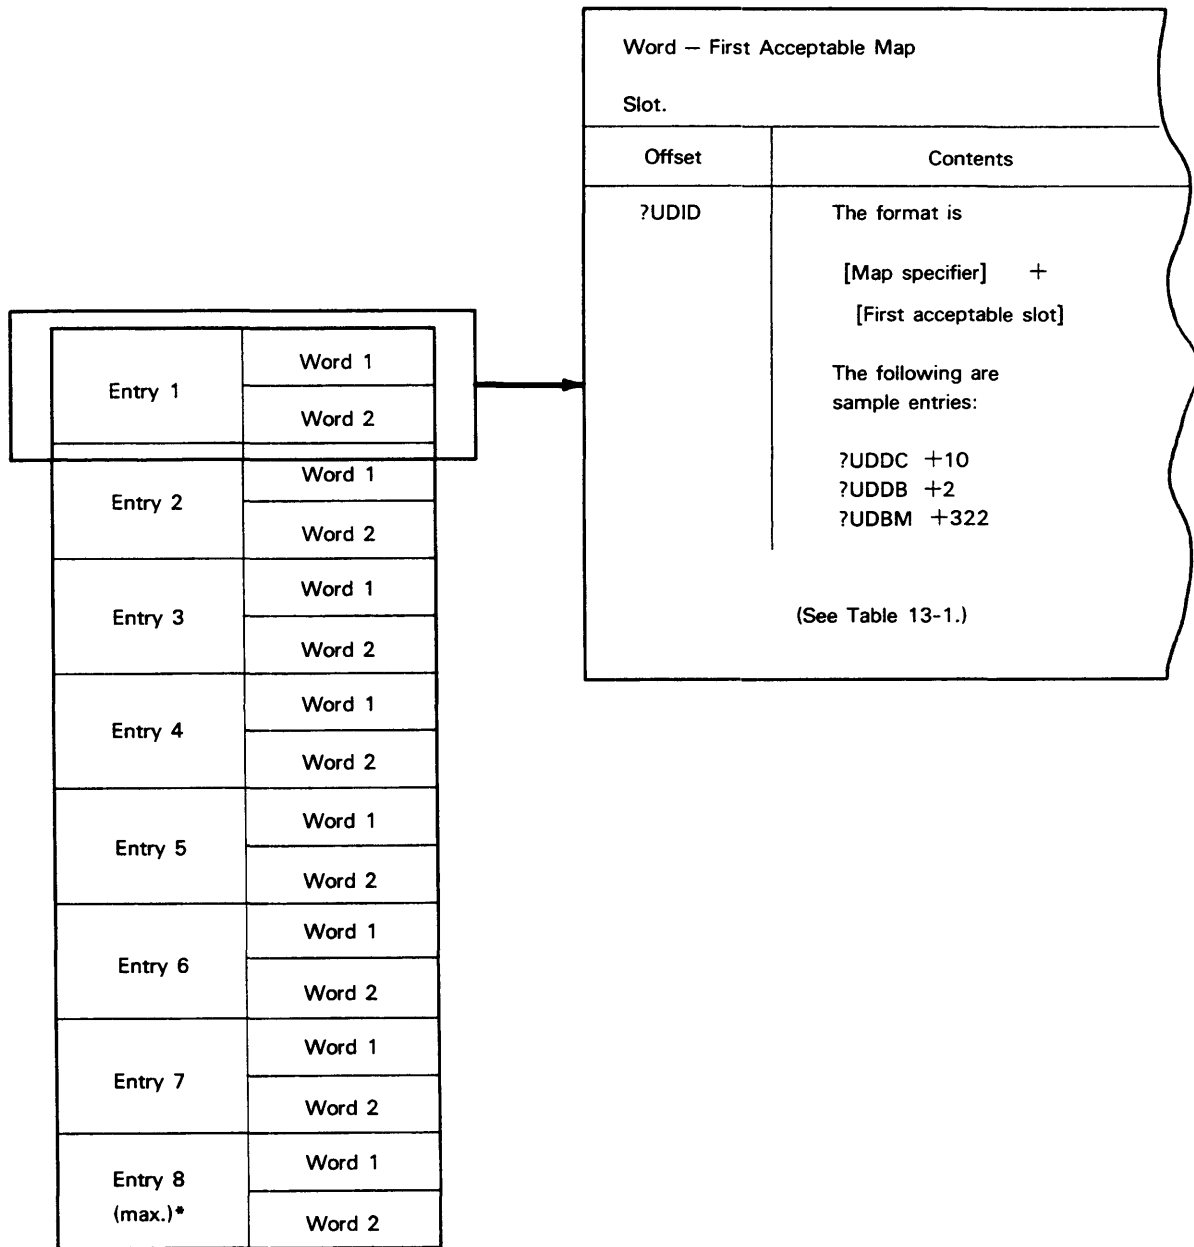 Word — First Acceptable Map
Slot.
Offset Contents
?UDID The format is
[Map specifier] +
[First acceptable slot]
The following are
sample entries:
?UDDC +10
?UDDB +2
?UDBM +322
(See Table 13-1.)
Entry 1
Word 1
Word 2
Entry 2
Word 1
Word 2
Entry 3
Word 1
Word 2
Entry 4
Word 1
Word 2
Entry 5
Word 1
Word 2
Entry 6
Word 1
Word 2
Entry 7
Word 1
Word 2
Entry 8
(max.)*
Word 1
Word 2